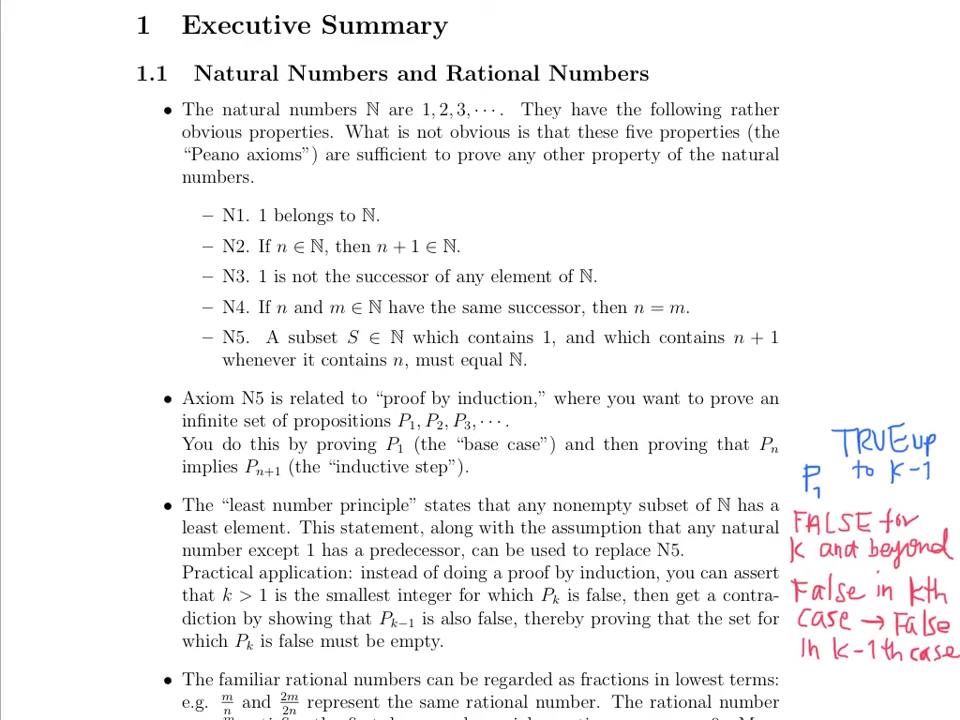 1 Executive Summary
1.1 Natural Numbers and Rational Numbers
• The natural numbers ℕ are 1, 2, 3, ⋯. They have the following rather
obvious properties. What is not obvious is that these five properties (the
“Peano axioms”) are sufficient to prove any other property of the natural
numbers.
– N1. 1 belongs to ℕ.
– N2. If n ∈ ℕ, then n + 1 ∈ ℕ.
– N3. 1 is not the successor of any element of ℕ.
– N4. If n and m ∈ ℕ have the same successor, then n = m.
– N5. A subset S ∈ ℕ which contains 1, and which contains n + 1
whenever it contains n, must equal ℕ.
• Axiom N5 is related to “proof by induction,” where you want to prove an
infinite set of propositions P₁, P₂, P₃, ⋯.
You do this by proving P₁ (the “base case”) and then proving that Pₙ
implies Pₙ₊₁ (the “inductive step”).
• The “least number principle” states that any nonempty subset of ℕ has a
least element. This statement, along with the assumption that any natural
number except 1 has a predecessor, can be used to replace N5.
Practical application: instead of doing a proof by induction, you can assert
that k > 1 is the smallest integer for which Pₖ is false, then get a contra-
diction by showing that Pₖ₋₁ is also false, thereby proving that the set for
which Pₖ is false must be empty.
• The familiar rational numbers can be regarded as fractions in lowest terms:
e.g. m/n and 2m/2n represent the same rational number. The rational number
TRUE up
to k-1
P₁
FALSE for
k and beyond
False in kth
case → False
in k-1th case